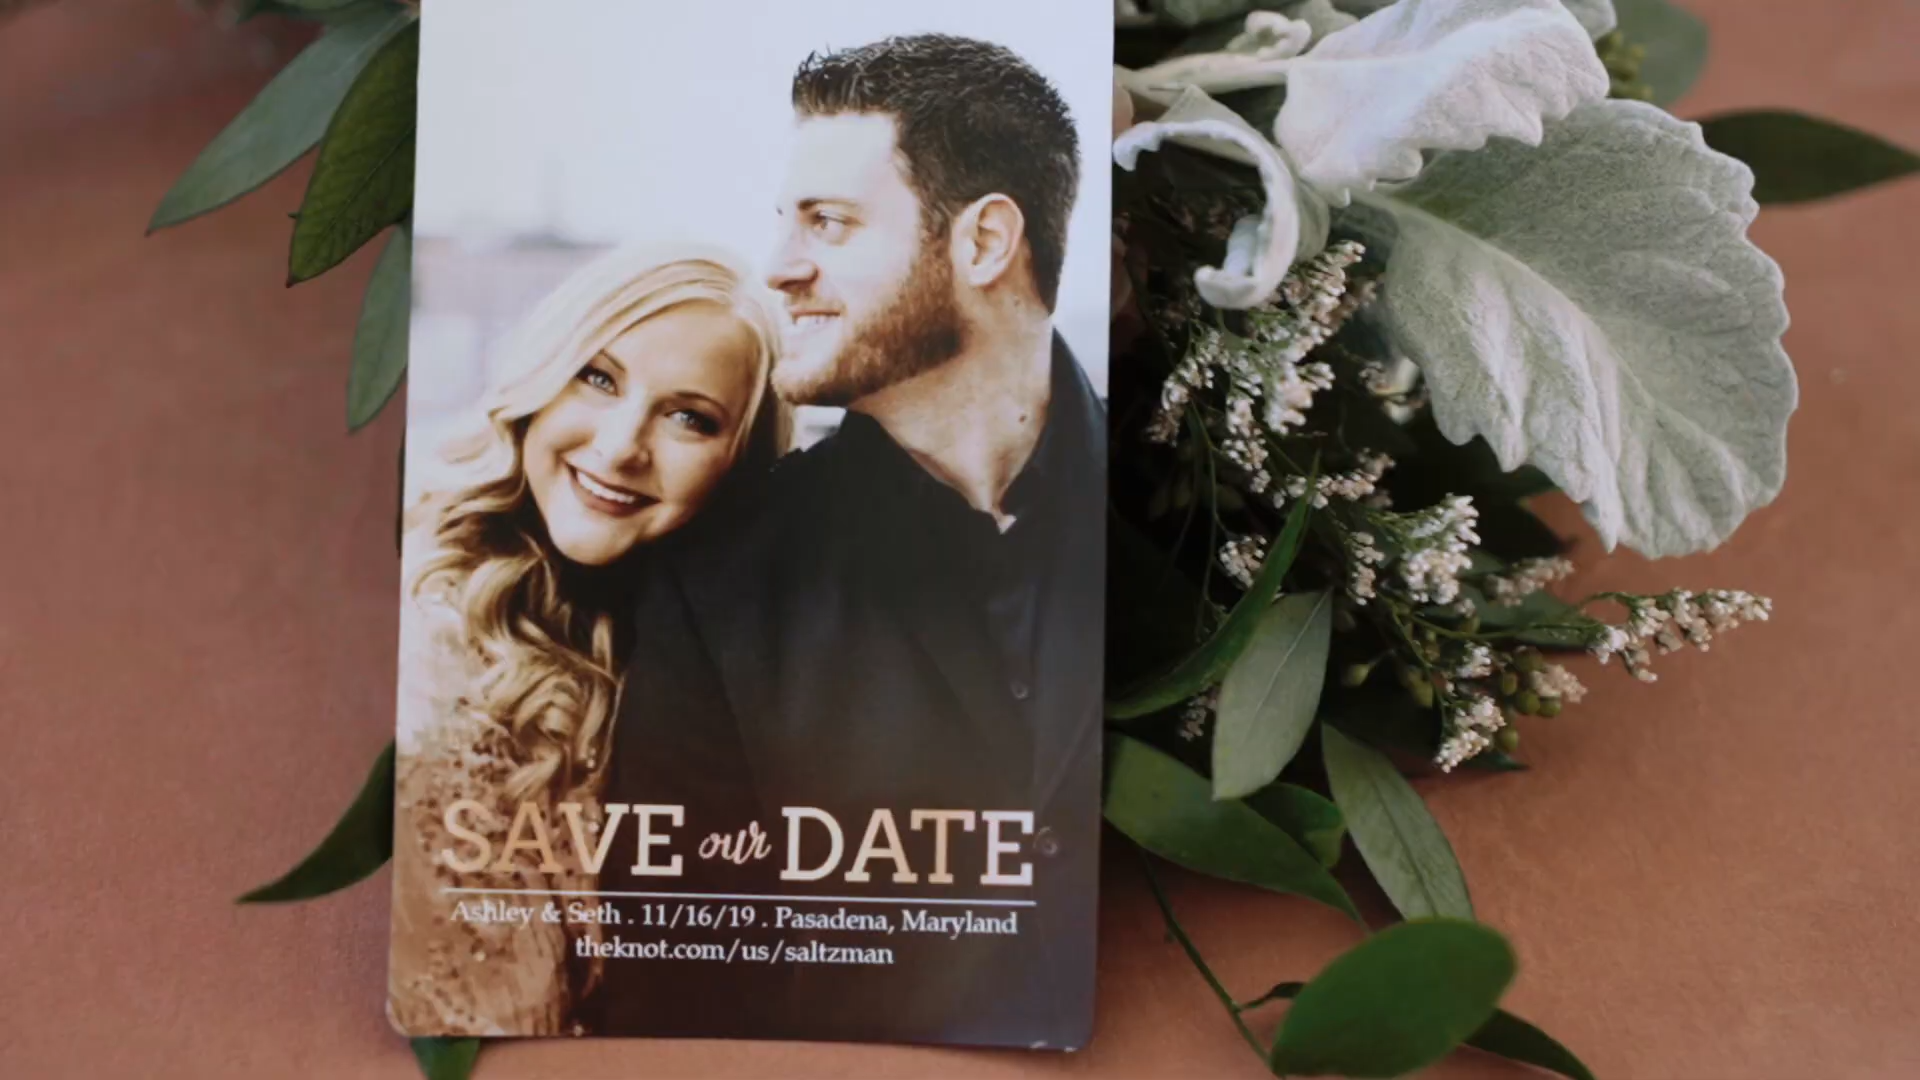 SAVE our DATE
Ashley & Seth . 11/16/19 . Pasadena, Maryland
theknot.com/us/saltzman